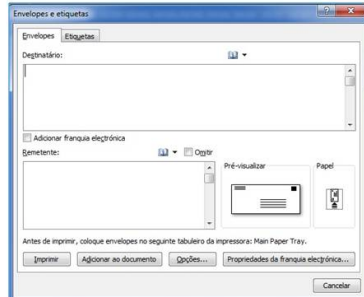 Envelopes e etiquetas
Envelopes Etiquetas
Destinatário:
Adicionar franquia electrónica
Remetente:
Omitir
Pré-visualizar
Papel
Antes de imprimir, coloque envelopes no seguinte tabuleiro da impressora: Main Paper Tray.
Imprimir Adicionar ao documento Opções... Propriedades da franquia electrónica...
Cancelar